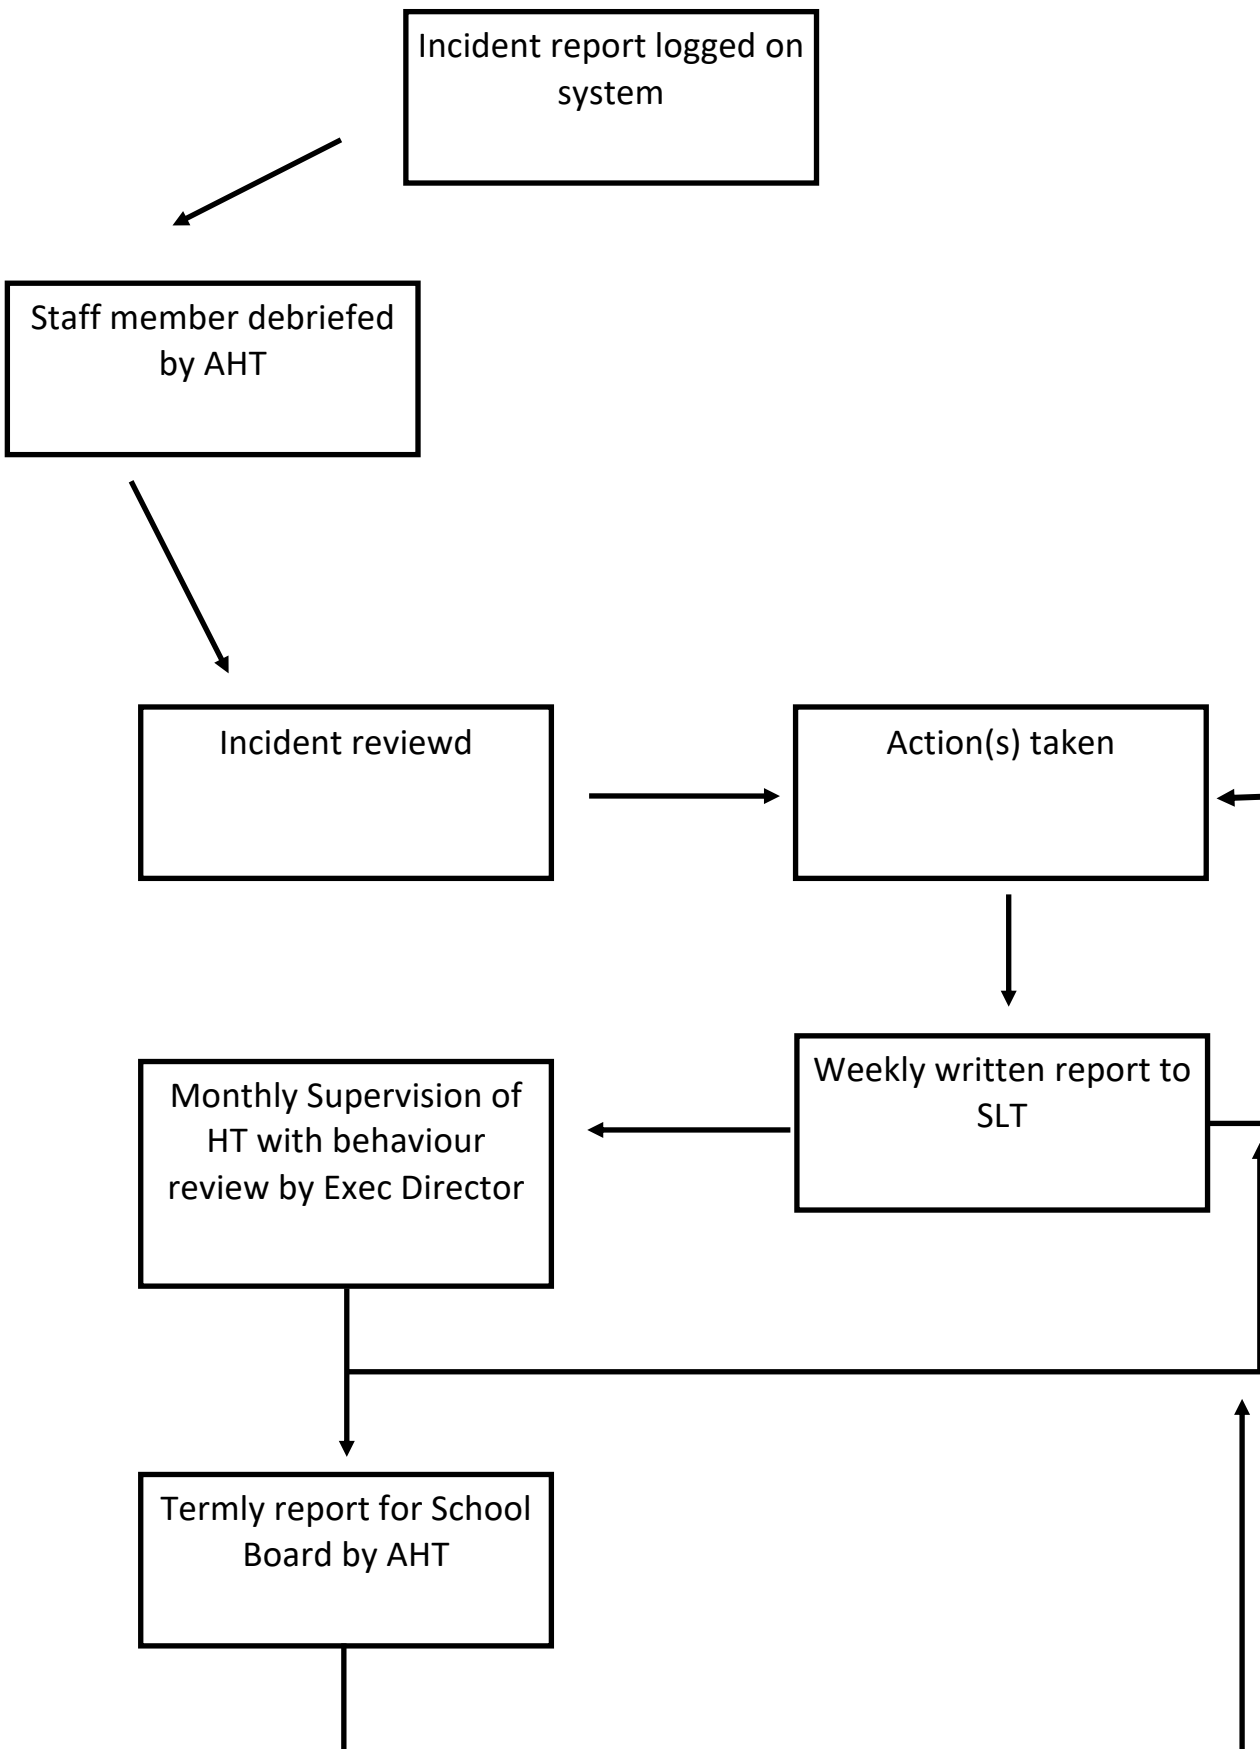 Incident report logged on
system
Staff member debriefed
by AHT
Incident reviewd
Action(s) taken
Monthly Supervision of
HT with behaviour
review by Exec Director
Weekly written report to
SLT
Termly report for School
Board by AHT